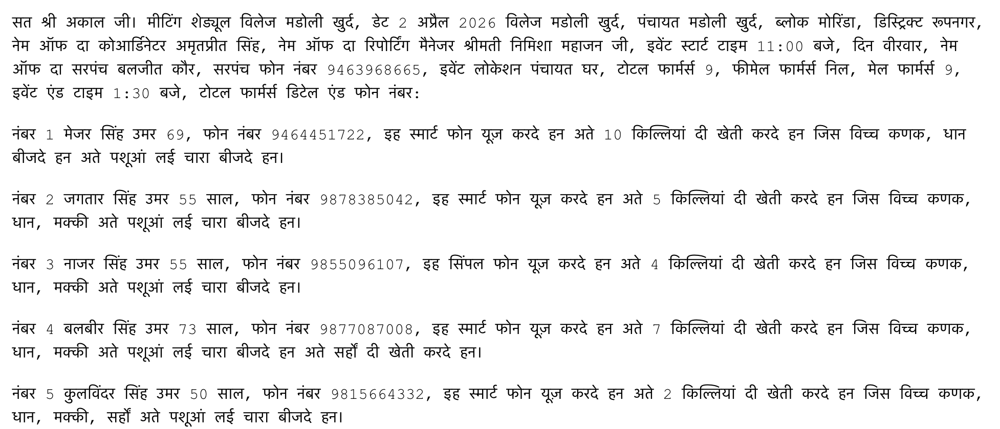 सत श्री अकाल जी। मीटिंग शेड्यूल विलेज मडोली खुर्द, डेट 2 अप्रैल 2026 विलेज मडोली खुर्द, पंचायत मडोली खुर्द, ब्लोक मोरिंडा, डिस्ट्रिक्ट रूपनगर,
नेम ऑफ दा कोआर्डिनेटर अमृतप्रीत सिंह, नेम ऑफ दा रिपोर्टिंग मैनेजर श्रीमती निमिशा महाजन जी, इवेंट स्टार्ट टाइम 11:00 बजे, दिन वीरवार, नेम
ऑफ दा सरपंच बलजीत कौर, सरपंच फोन नंबर 9463968665, इवेंट लोकेशन पंचायत घर, टोटल फार्मर्स 9, फीमेल फार्मर्स निल, मेल फार्मर्स 9,
इवेंट एंड टाइम 1:30 बजे, टोटल फार्मर्स डिटेल एंड फोन नंबर:
नंबर 1 मेजर सिंह उमर 69, फोन नंबर 9464451722, इह स्मार्ट फोन यूज़ करदे हन अते 10 किल्लियां दी खेती करदे हन जिस विच्च कणक, धान
बीजदे हन अते पशूआं लई चारा बीजदे हन।
नंबर 2 जगतार सिंह उमर 55 साल, फोन नंबर 9878385042, इह स्मार्ट फोन यूज़ करदे हन अते 5 किल्लियां दी खेती करदे हन जिस विच्च कणक,
धान, मक्की अते पशूआं लई चारा बीजदे हन।
नंबर 3 नाजर सिंह उमर 55 साल, फोन नंबर 9855096107, इह सिंपल फोन यूज़ करदे हन अते 4 किल्लियां दी खेती करदे हन जिस विच्च कणक,
धान, मक्की अते पशूआं लई चारा बीजदे हन।
नंबर 4 बलबीर सिंह उमर 73 साल, फोन नंबर 9877087008, इह स्मार्ट फोन यूज़ करदे हन अते 7 किल्लियां दी खेती करदे हन जिस विच्च कणक,
धान, मक्की अते पशूआं लई चारा बीजदे हन अते सर्हों दी खेती करदे हन।
नंबर 5 कुलविंदर सिंह उमर 50 साल, फोन नंबर 9815664332, इह स्मार्ट फोन यूज़ करदे हन अते 2 किल्लियां दी खेती करदे हन जिस विच्च कणक,
धान, मक्की, सर्हों अते पशूआं लई चारा बीजदे हन।